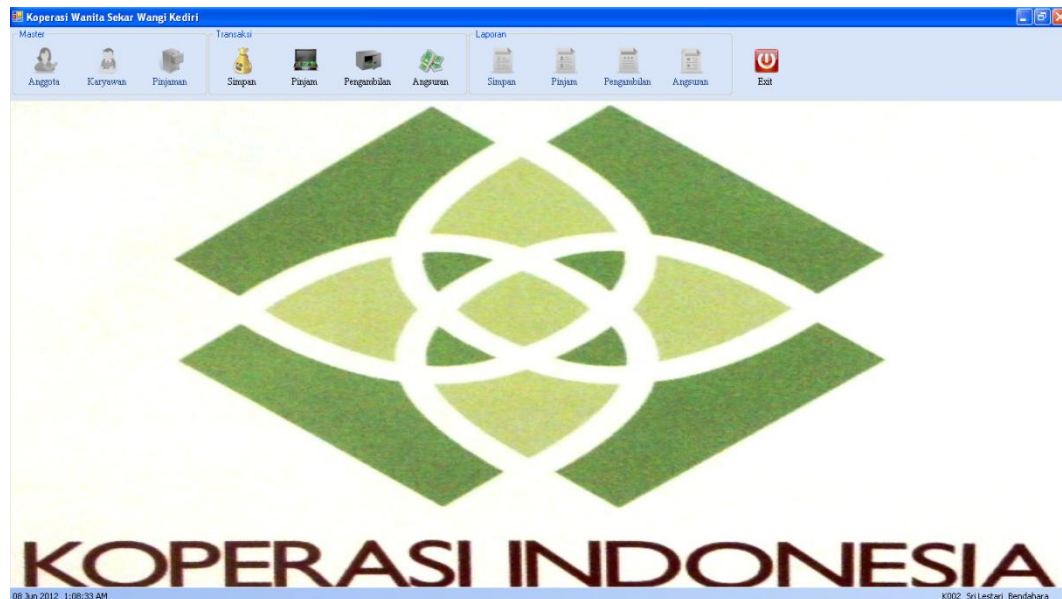 Koperasi Wanita Sekar Wangi Kediri
Master
Anggota Karyawan Pinjaman
Transaksi
Simpan Pinjam Pengambilan Angsuran
Laporan
Simpan Pinjam Pengambilan Angsuran
Exit
KOPERASI INDONESIA
08 Jun 2012 1:08:33 AM
K002 Sri Lestari Bendahara